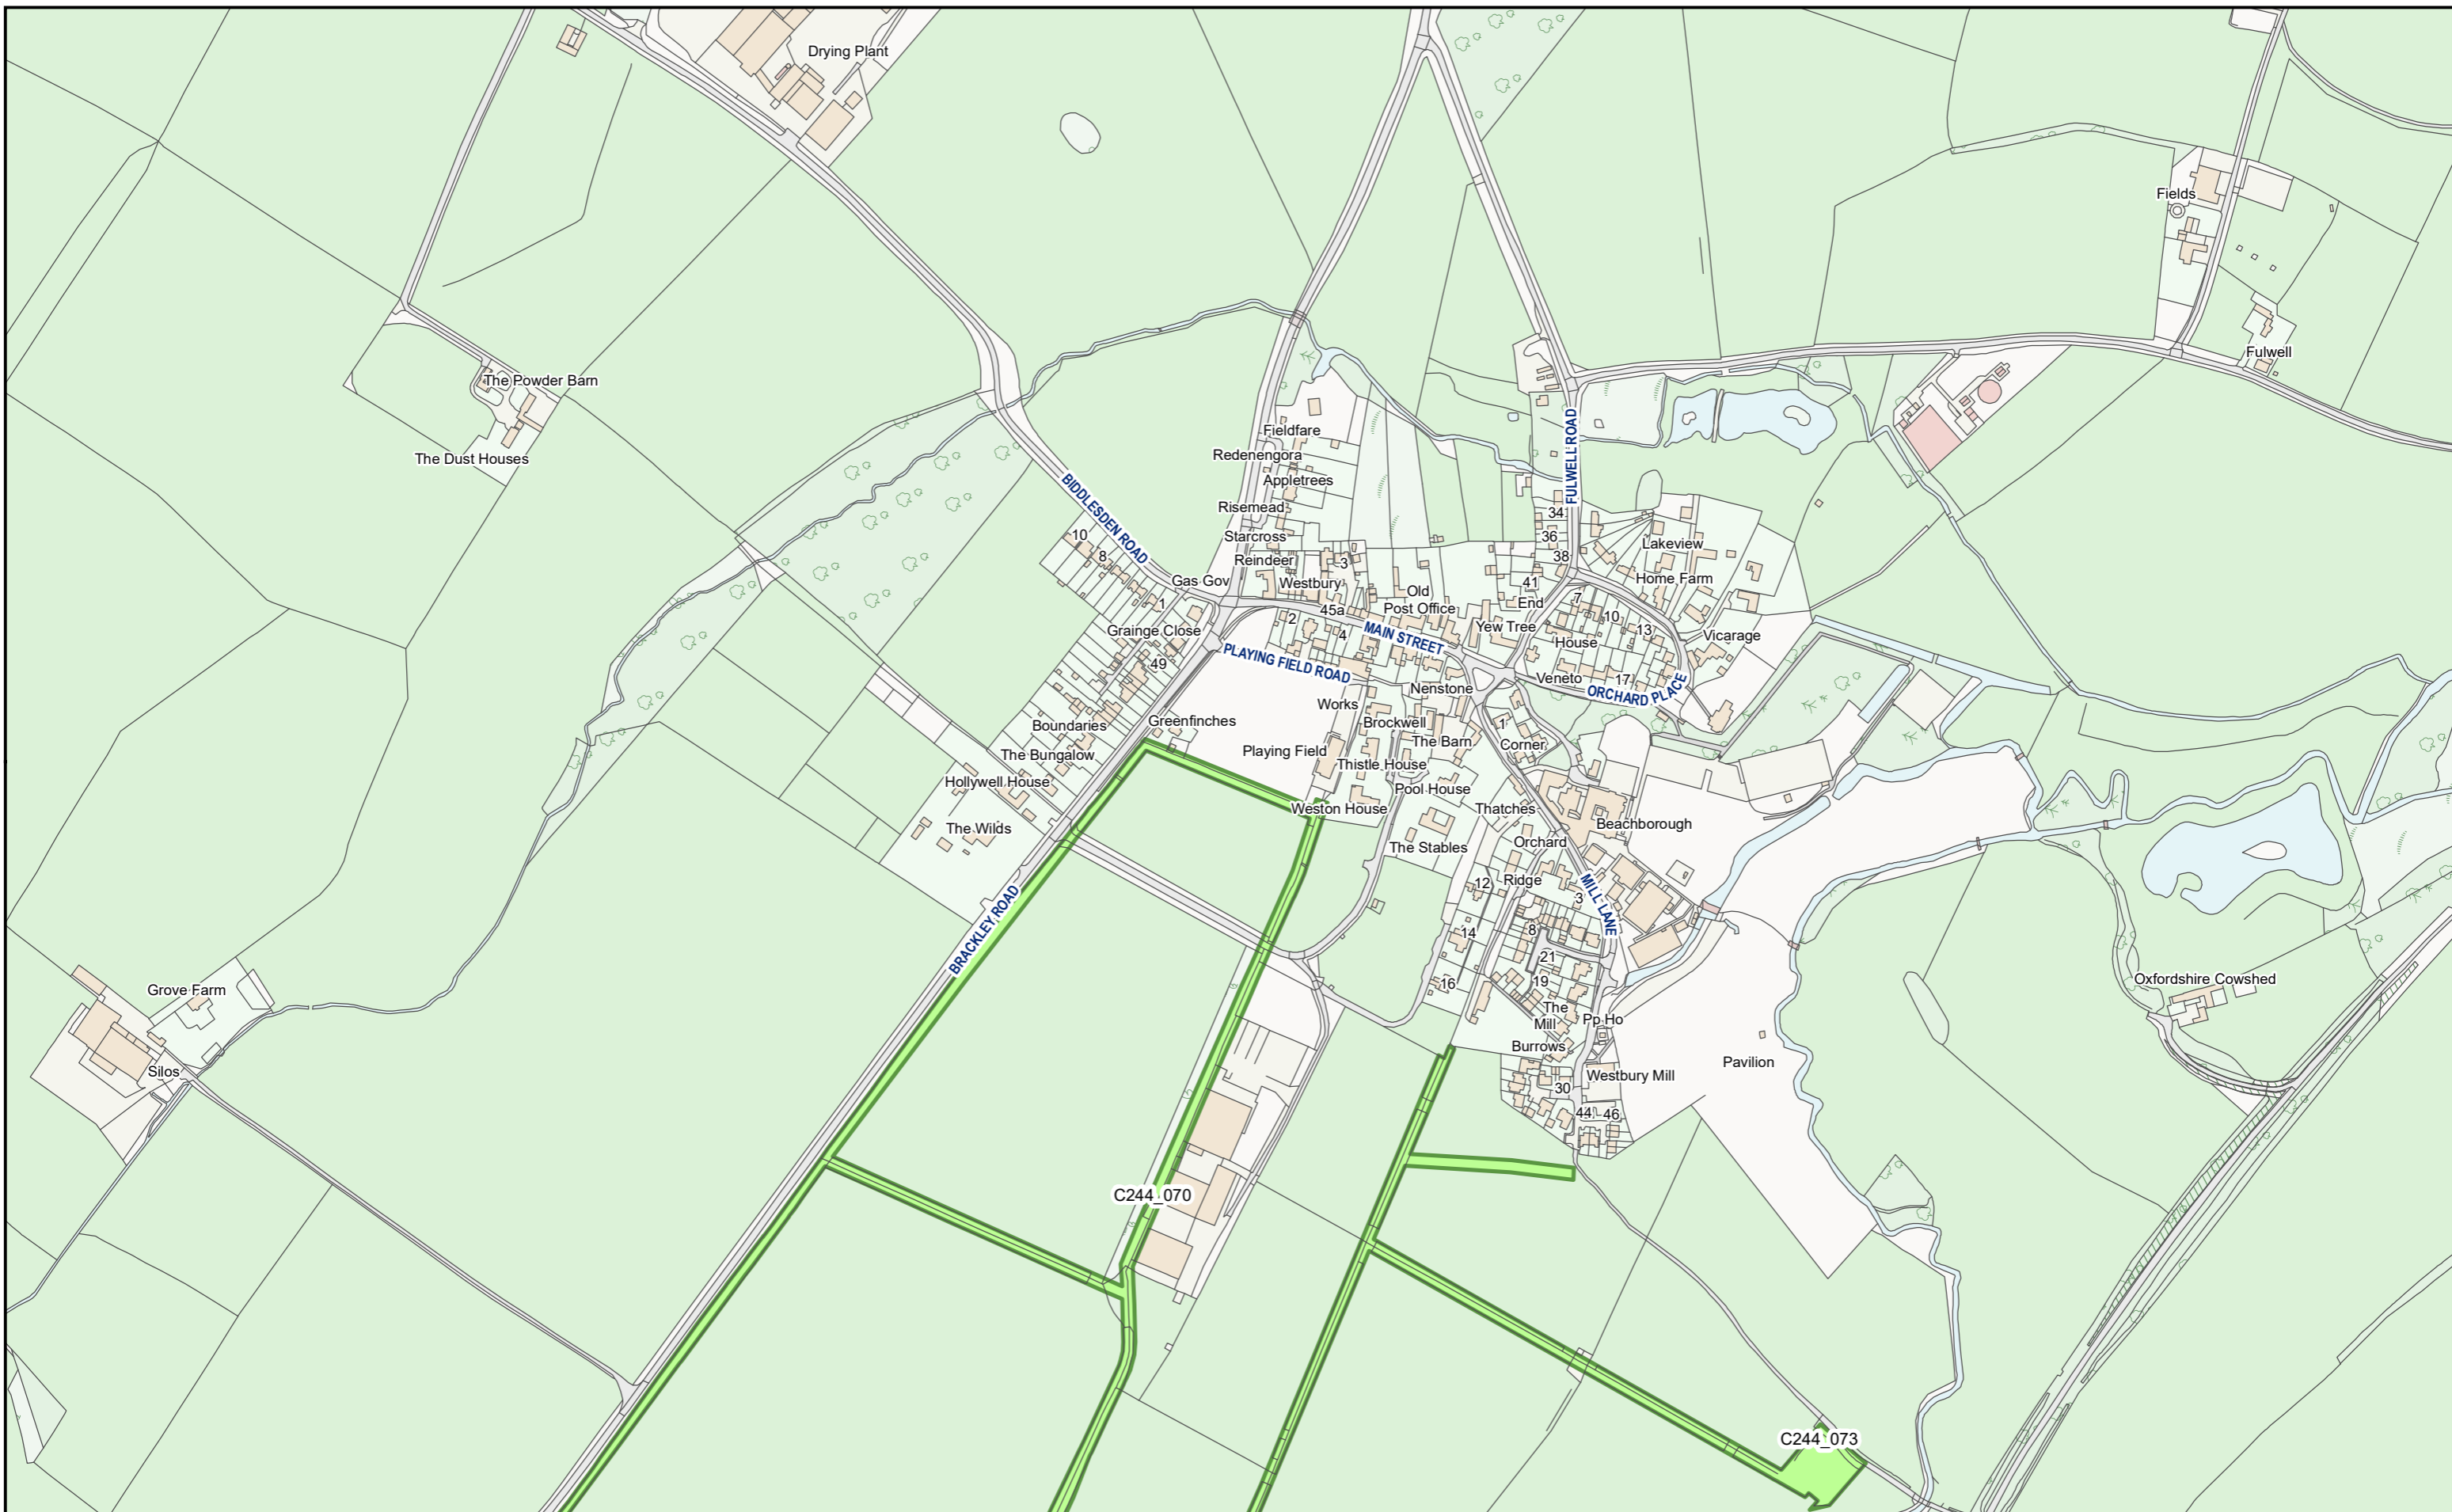 Drying Plant
Fields
Fulwell
The Powder Barn
The Dust Houses
Fieldfare
Redenengora
Appletrees
Risemead
Starcross
Reindeer
BIDDLESDEN ROAD
FULWELL ROAD
10
8
34
36
38
Lakeview
Gas Gov
Westbury
3
Old
Post Office
41
End
Home Farm
1
2
45a
4
MAIN STREET
Yew Tree
7
10
13
House
Vicarage
Grainge Close
49
PLAYING FIELD ROAD
Nenstone
Veneto
17
ORCHARD PLACE
Boundaries
Greenfinches
Works
Brockwell
1
The Bungalow
Playing Field
The Barn
Corner
Hollywell House
Thistle House
Pool House
Weston House
Thatches
The Wilds
Beachborough
The Stables
Orchard
12
Ridge
3
MILL LANE
BRACKLEY ROAD
14
8
21
19
16
Grove Farm
Silos
Oxfordshire Cowshed
The
Mill
Pp Ho
Burrows
Pavilion
30
Westbury Mill
44
46
C244_070
C244_073